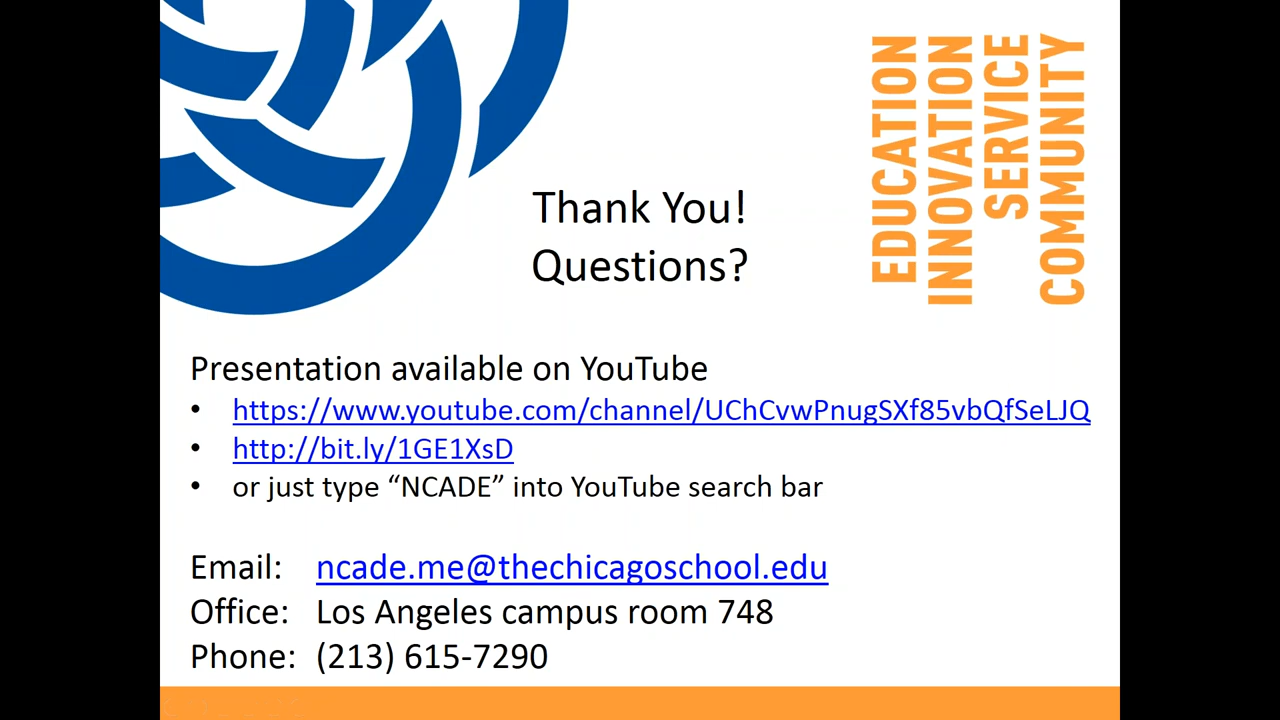 EDUCATION
INNOVATION
SERVICE
COMMUNITY
Thank You!
Questions?
Presentation available on YouTube
• https://www.youtube.com/channel/UChCvwPnugSXf85vbQfSeLJQ
• http://bit.ly/1GE1XsD
• or just type “NCADE” into YouTube search bar
Email: ncade.me@thechicagoschool.edu
Office: Los Angeles campus room 748
Phone: (213) 615-7290